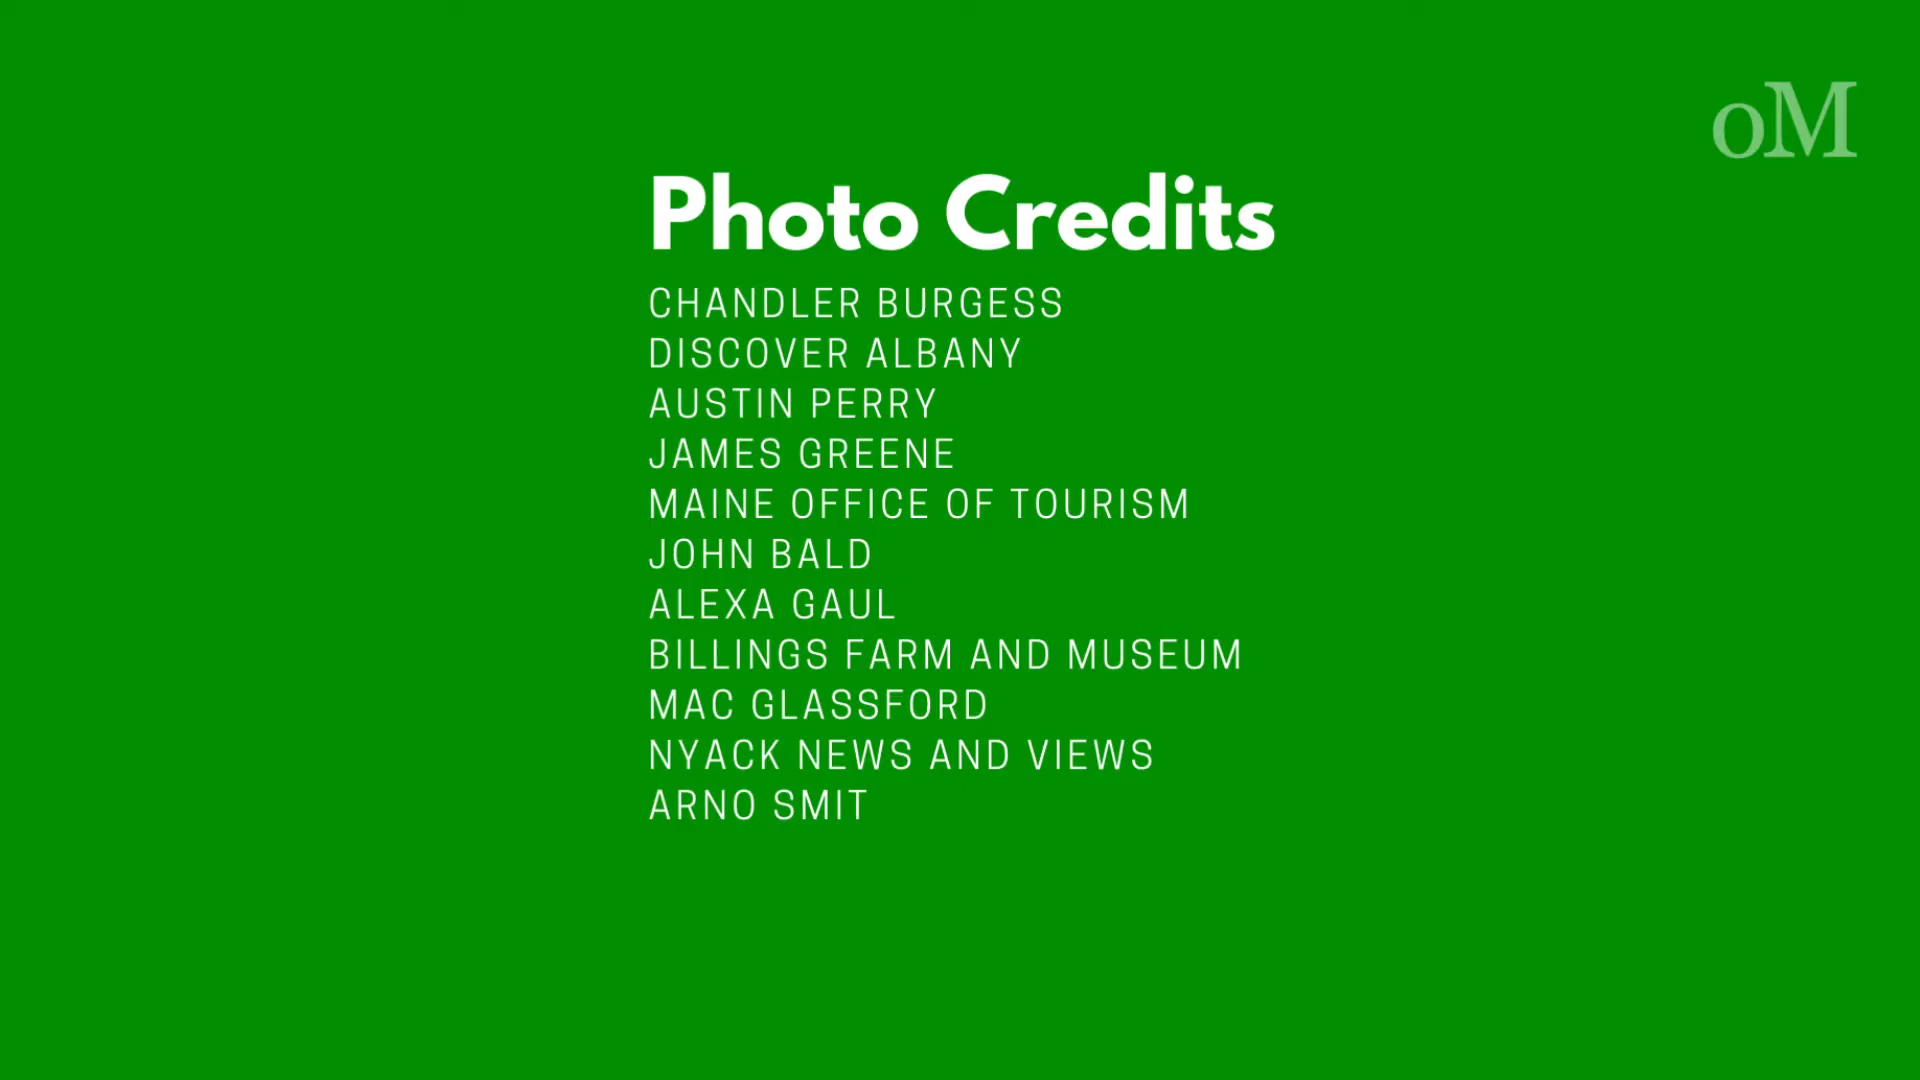 oM
Photo Credits
CHANDLER BURGESS
DISCOVER ALBANY
AUSTIN PERRY
JAMES GREENE
MAINE OFFICE OF TOURISM
JOHN BALD
ALEXA GAUL
BILLINGS FARM AND MUSEUM
MAC GLASSFORD
NYACK NEWS AND VIEWS
ARNO SMIT